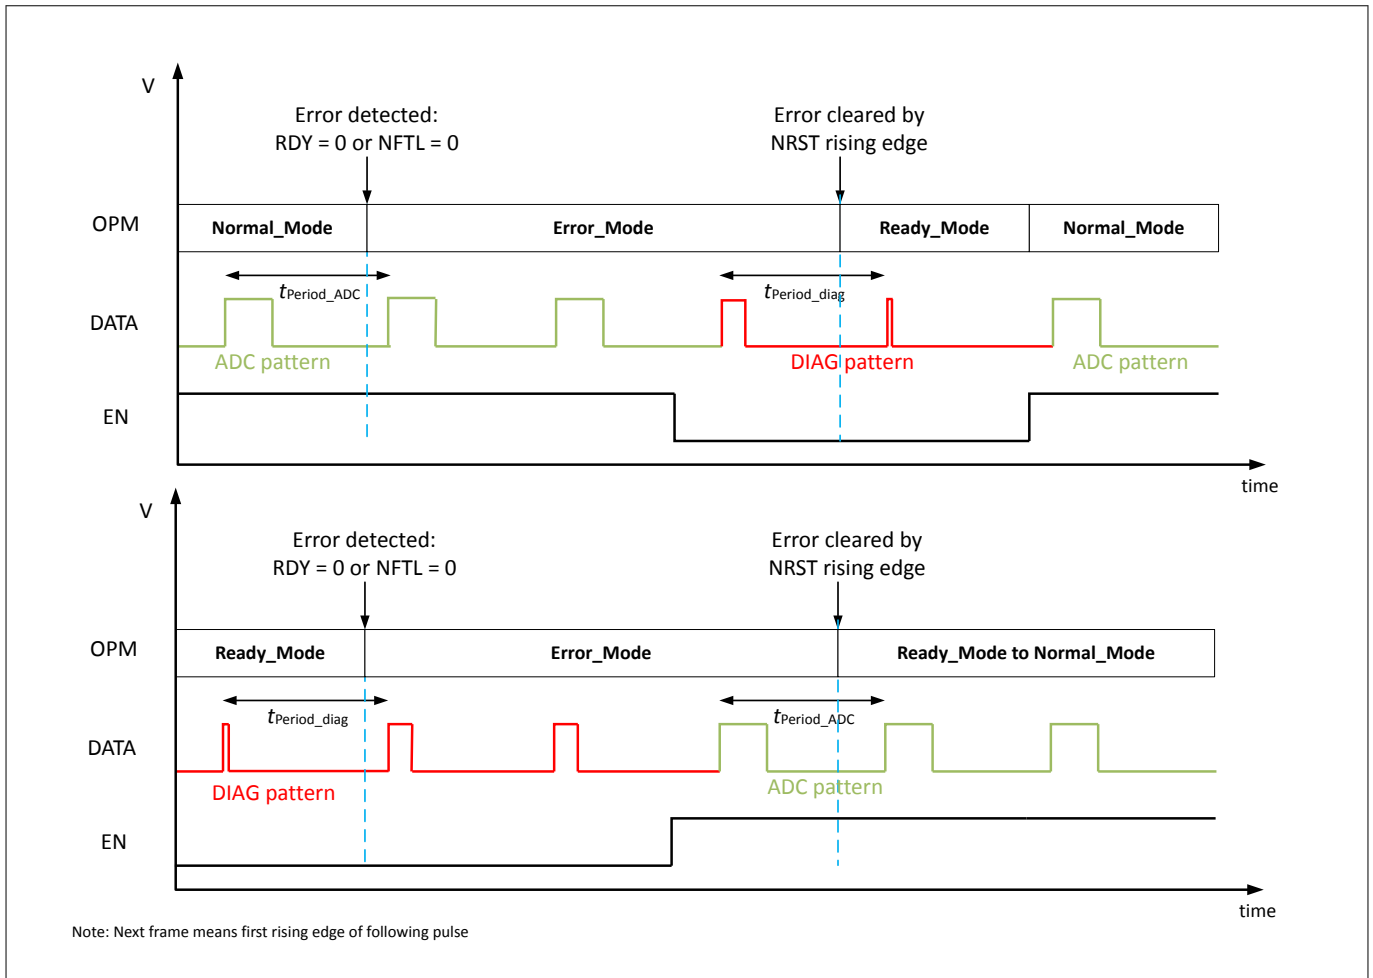 V
Error detected:
RDY = 0 or NFTL = 0
Error cleared by
NRST rising edge
OPM
Normal_Mode
Error_Mode
Ready_Mode
Normal_Mode
tPeriod_ADC
tPeriod_diag
DATA
ADC pattern
DIAG pattern
ADC pattern
EN
time
V
Error detected:
RDY = 0 or NFTL = 0
Error cleared by
NRST rising edge
OPM
Ready_Mode
Error_Mode
Ready_Mode to Normal_Mode
tPeriod_diag
tPeriod_ADC
DATA
DIAG pattern
ADC pattern
EN
time
Note: Next frame means first rising edge of following pulse